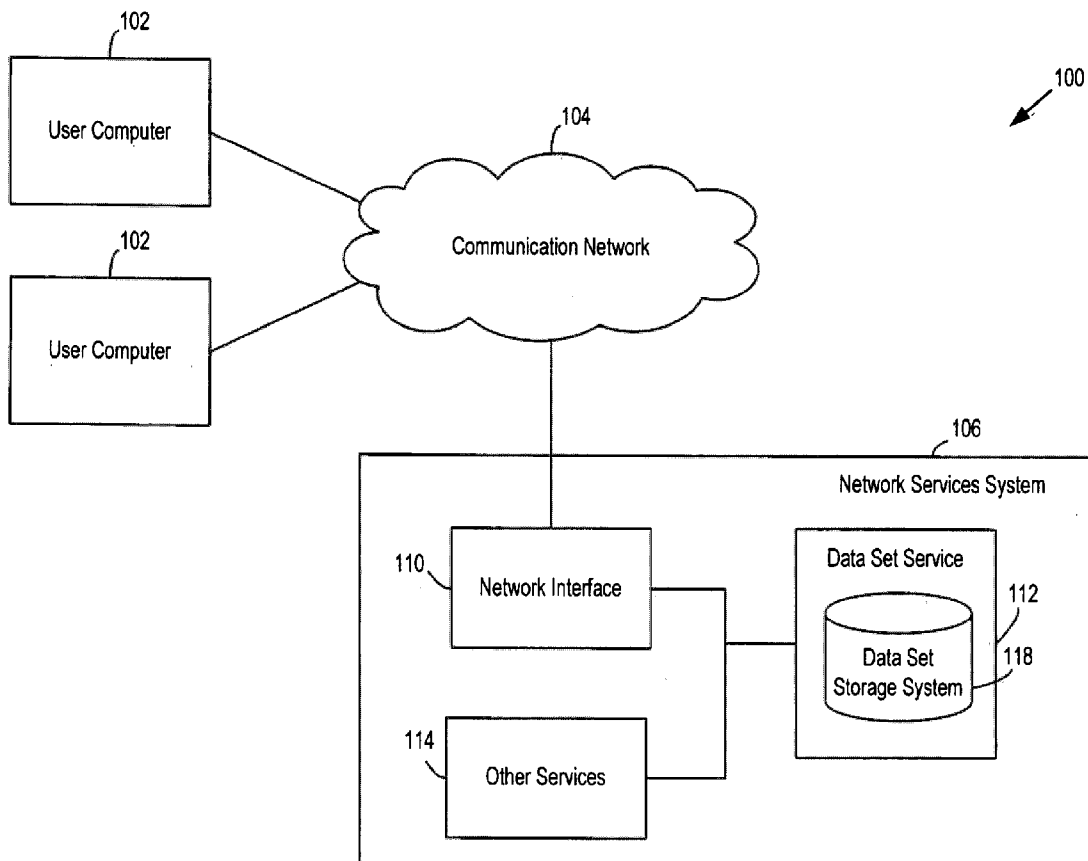 102
User Computer
100
104
Communication Network
102
User Computer
106
Network Services System
110
Network Interface
Data Set Service
112
Data Set
Storage System
118
114
Other Services